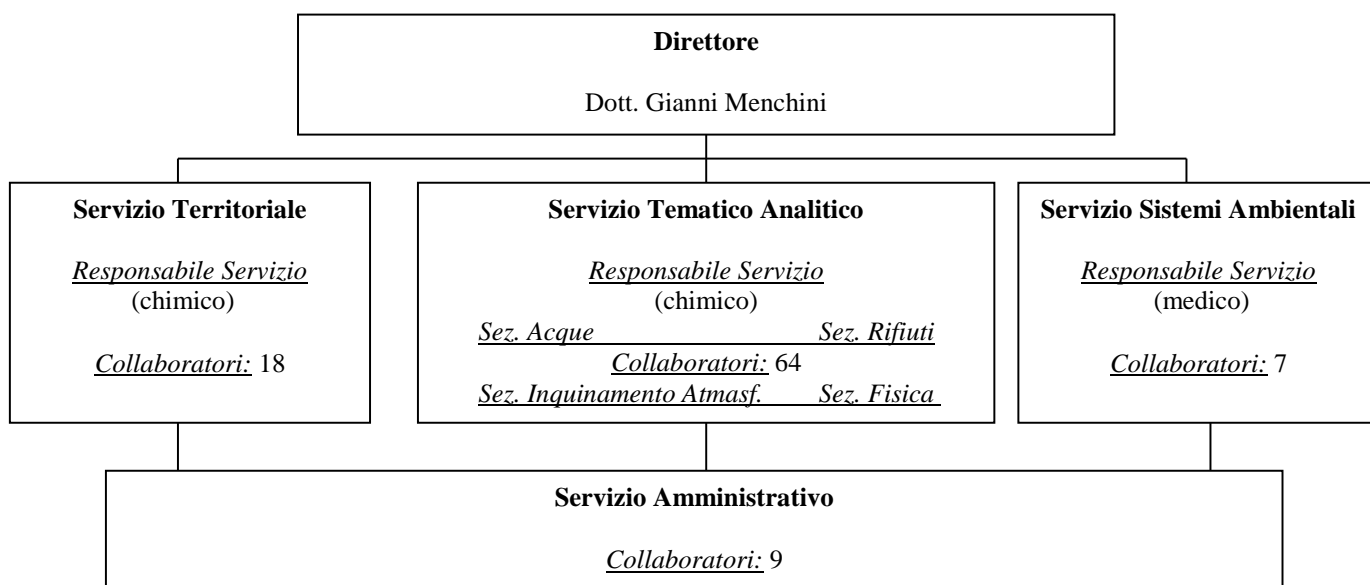 Direttore
Dott. Gianni Menchini
Servizio Territoriale
Responsabile Servizio
(chimico)
Collaboratori: 18
Servizio Tematico Analitico
Responsabile Servizio
(chimico)
Sez. Acque Sez. Rifiuti
Collaboratori: 64
Sez. Inquinamento Atmasf. Sez. Fisica
Servizio Sistemi Ambientali
Responsabile Servizio
(medico)
Collaboratori: 7
Servizio Amministrativo
Collaboratori: 9